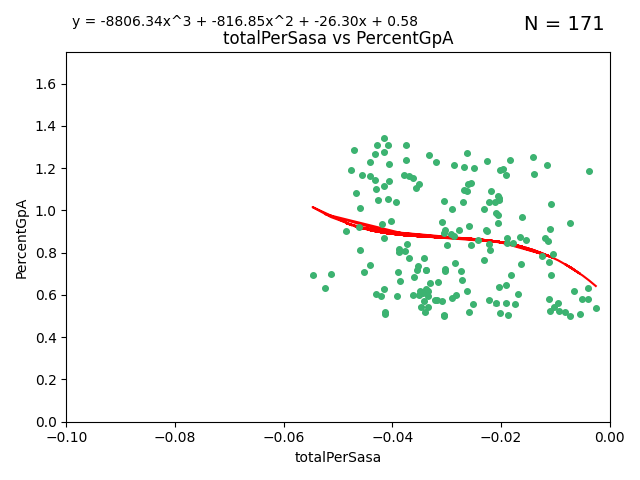 y = -8806.34x^3 + -816.85x^2 + -26.30x + 0.58
N = 171
totalPerSasa vs PercentGpA
PercentGpA
1.6
1.4
1.2
1.0
0.8
0.6
0.4
0.2
0.0
−0.10 −0.08 −0.06 −0.04 −0.02 0.00
totalPerSasa